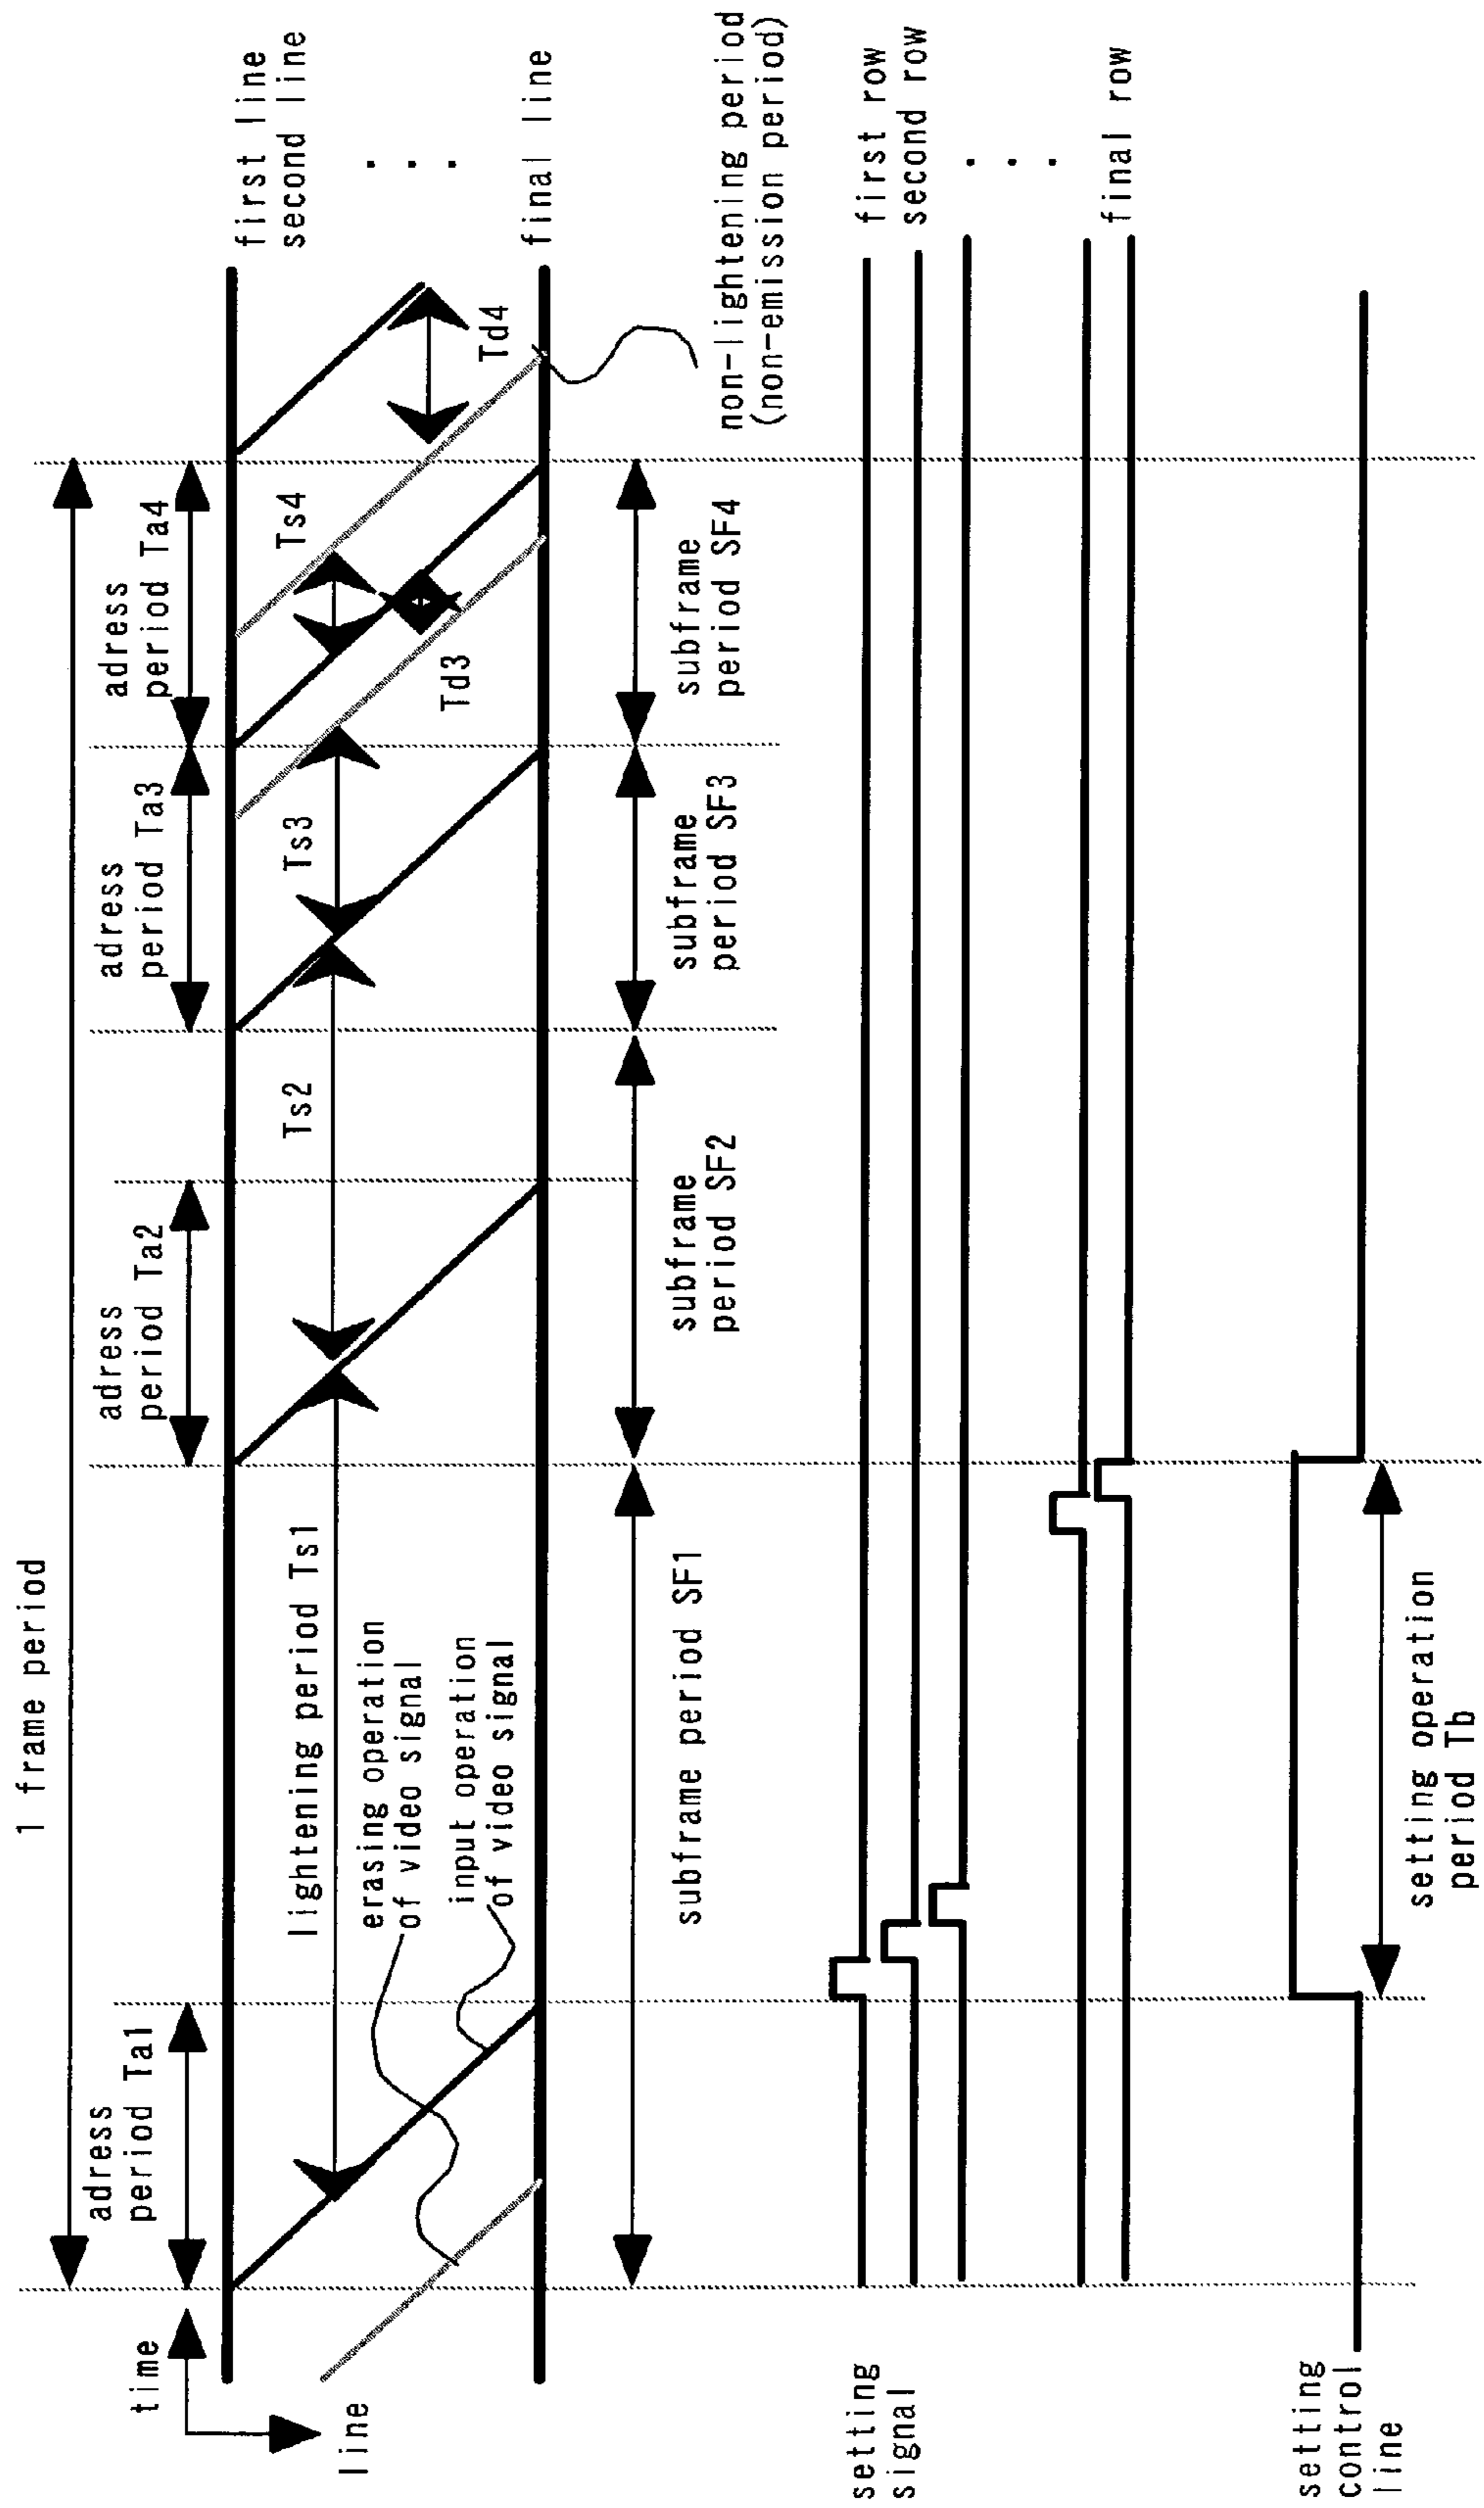 1 frame period
adress
period Ta1
adress
period Ta2
adress
period Ta3
adress
period Ta4
time
line
first line
second line
. . .
final line
lightening period Ts1
Ts2
Ts3
Ts4
erasing operation
of video signal
input operation
of video signal
Td3
Td4
non-lightening period
(non-emission period)
subframe period SF1
subframe
period SF2
subframe
period SF3
subframe
period SF4
setting
signal
first row
second row
. . .
final row
setting
control
line
setting operation
period Tb